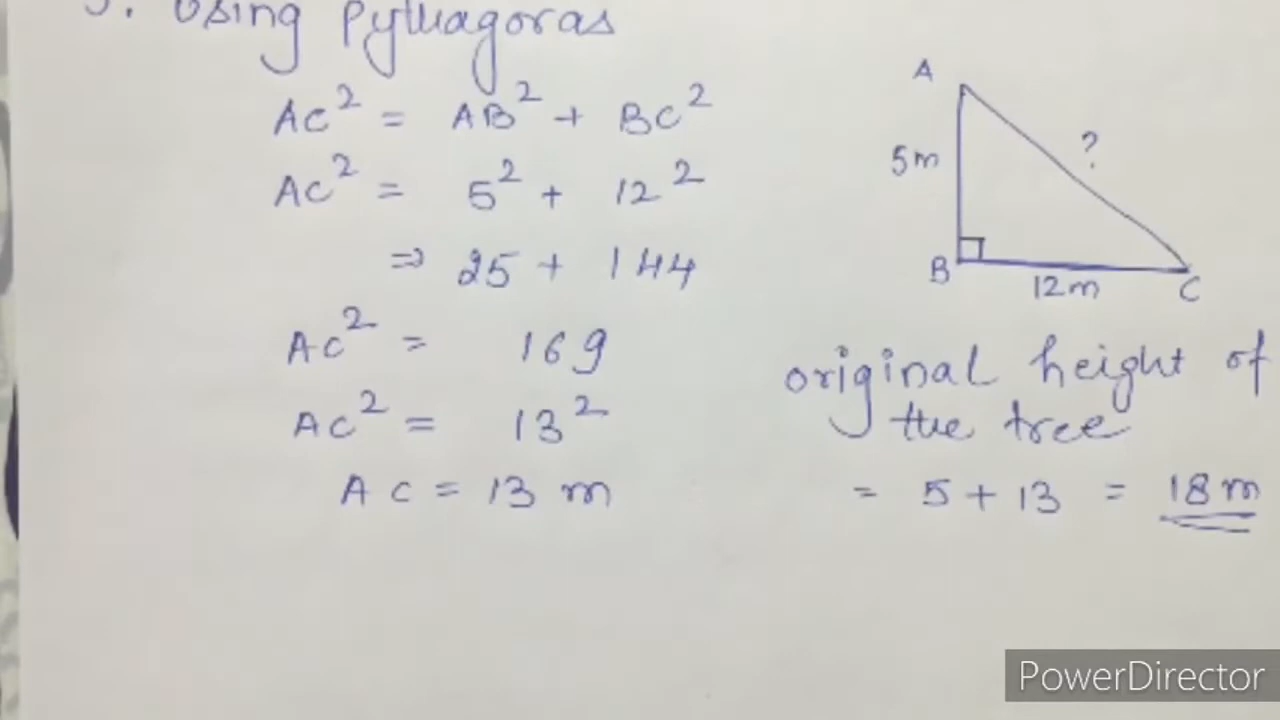 3. Using Pythagoras
AC² = AB² + BC²
AC² = 5² + 12²
⇒ 25 + 144
AC² = 169
AC² = 13²
AC = 13 m
A
?
5m
B
12m
C
original height of
the tree
= 5 + 13 = 18m
PowerDirector